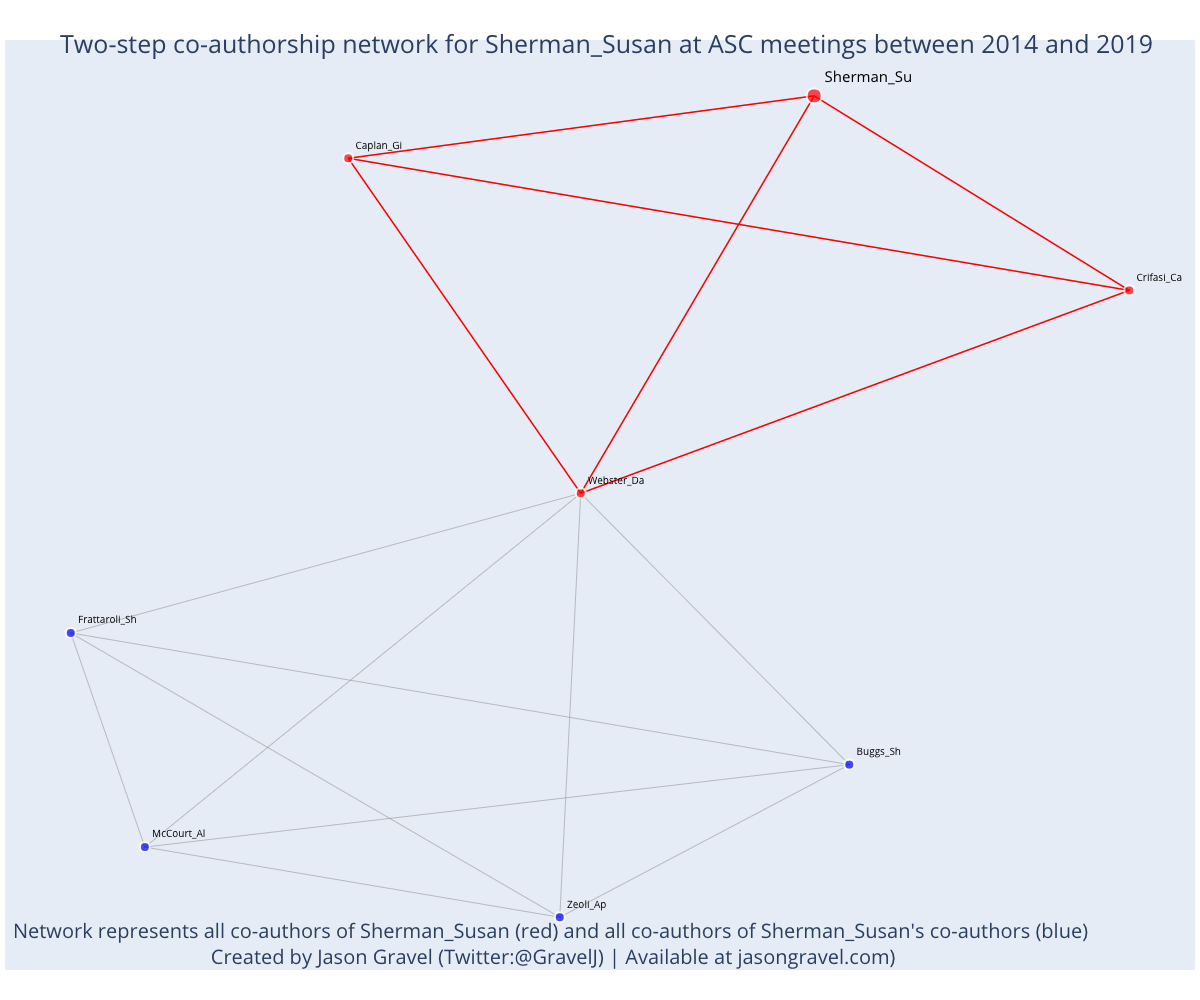 Two-step co-authorship network for Sherman_Susan at ASC meetings between 2014 and 2019
Sherman_Su
Caplan_Gi
Crifasi_Ca
Webster_Da
Frattaroli_Sh
Buggs_Sh
McCourt_Al
Zeoli_Ap
Network represents all co-authors of Sherman_Susan (red) and all co-authors of Sherman_Susan's co-authors (blue)
Created by Jason Gravel (Twitter:@GravelJ) | Available at jasongravel.com)